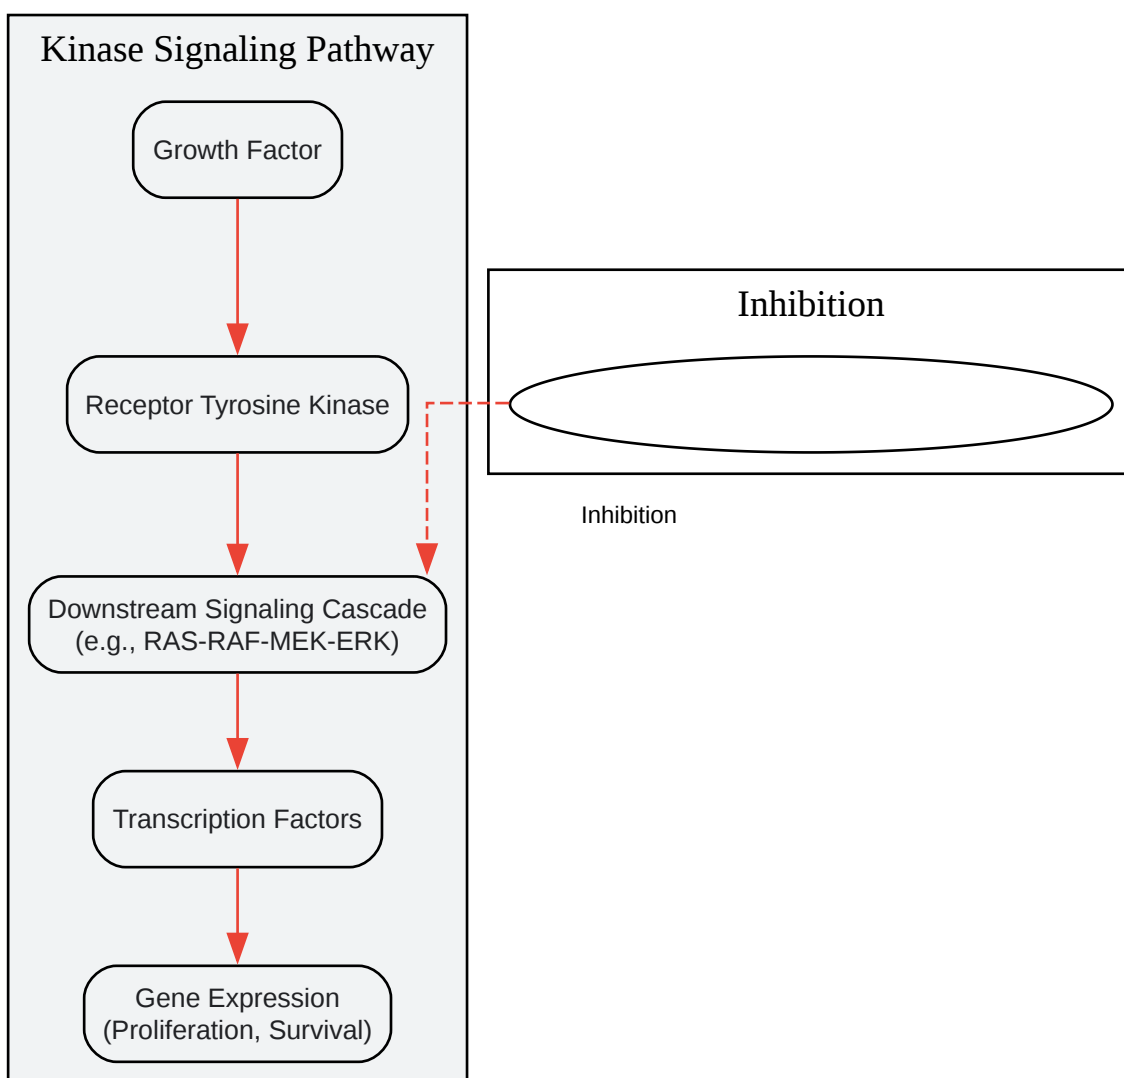 Kinase Signaling Pathway
Growth Factor
Inhibition
Receptor Tyrosine Kinase
Inhibition
Downstream Signaling Cascade
(e.g., RAS-RAF-MEK-ERK)
Transcription Factors
Gene Expression
(Proliferation, Survival)